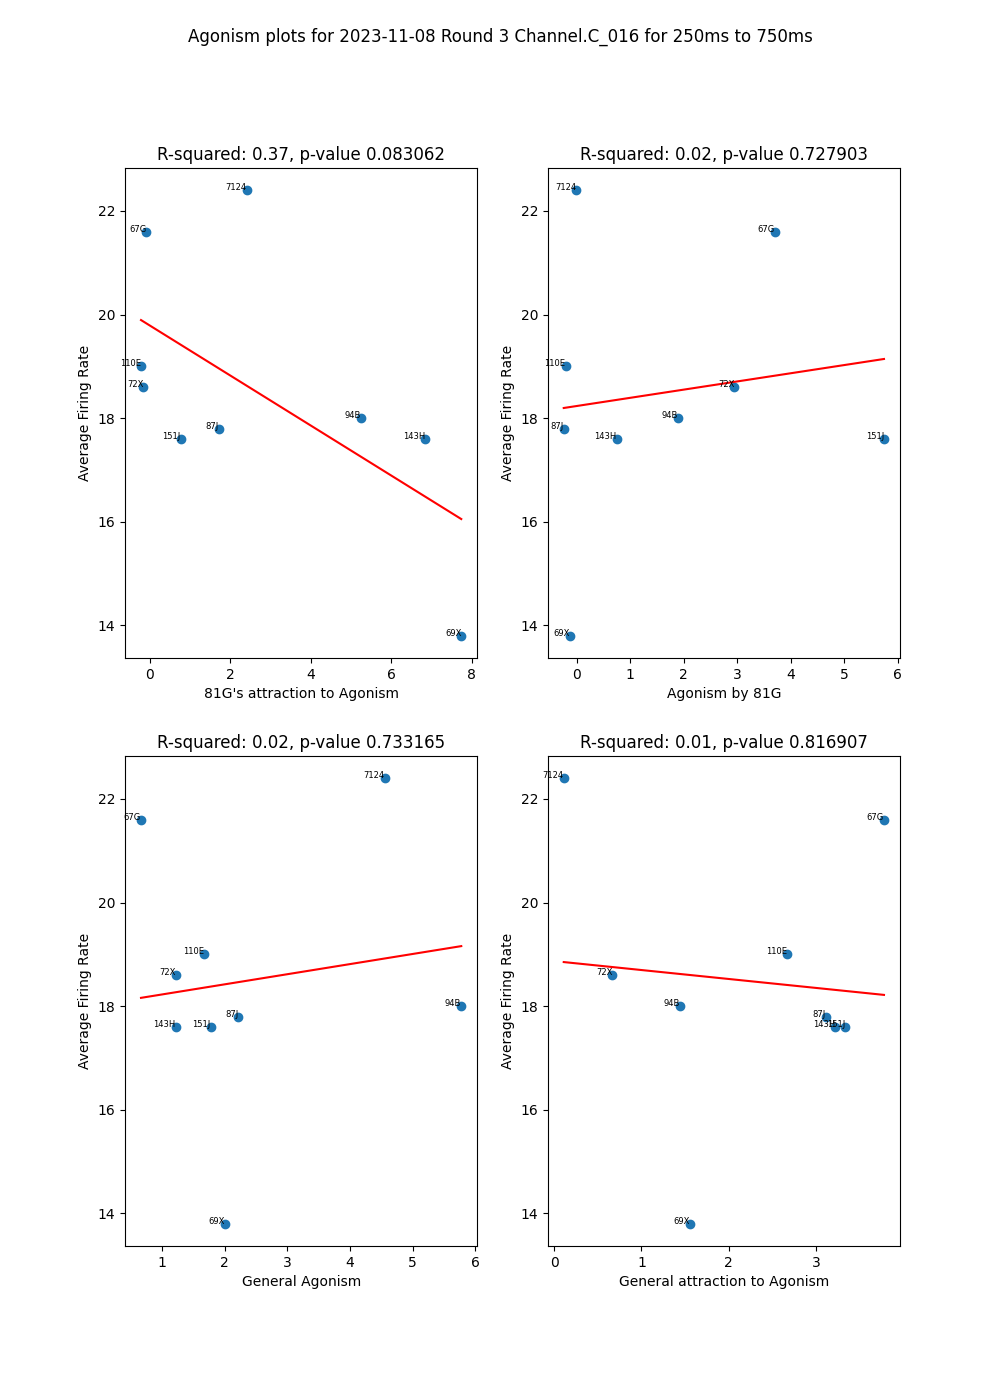 Agonism plots for 2023-11-08 Round 3 Channel.C_016 for 250ms to 750ms
R-squared: 0.37, p-value 0.083062
22
20
18
16
14
Average Firing Rate
7124
67G
110E
72X
151J
87J
94B
143H
69X
0 2 4 6 8
81G's attraction to Agonism
R-squared: 0.02, p-value 0.727903
22
20
18
16
14
Average Firing Rate
7124
67G
110E
72X
94B
87J
143H
151J
69X
0 1 2 3 4 5 6
Agonism by 81G
R-squared: 0.02, p-value 0.733165
22
20
18
16
14
Average Firing Rate
7124
67G
110E
72X
94B
87J
143H
151J
69X
1 2 3 4 5 6
General Agonism
R-squared: 0.01, p-value 0.816907
22
20
18
16
14
Average Firing Rate
7124
67G
110E
72X
94B
87J
143H
151J
69X
0 1 2 3
General attraction to Agonism